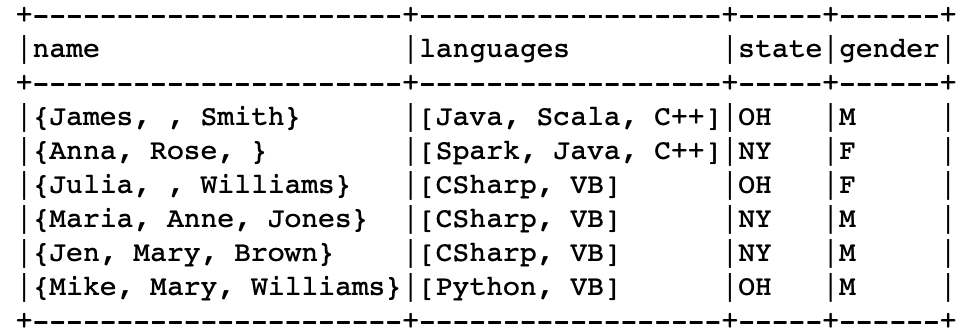 +----------------------+------------------+-----+------+
|name                  |languages         |state|gender|
+----------------------+------------------+-----+------+
|{James, , Smith}      |[Java, Scala, C++]|OH   |M     |
|{Anna, Rose, }        |[Spark, Java, C++]|NY   |F     |
|{Julia, , Williams}   |[CSharp, VB]      |OH   |F     |
|{Maria, Anne, Jones}  |[CSharp, VB]      |NY   |M     |
|{Jen, Mary, Brown}    |[CSharp, VB]      |NY   |M     |
|{Mike, Mary, Williams}|[Python, VB]      |OH   |M     |
+----------------------+------------------+-----+------+